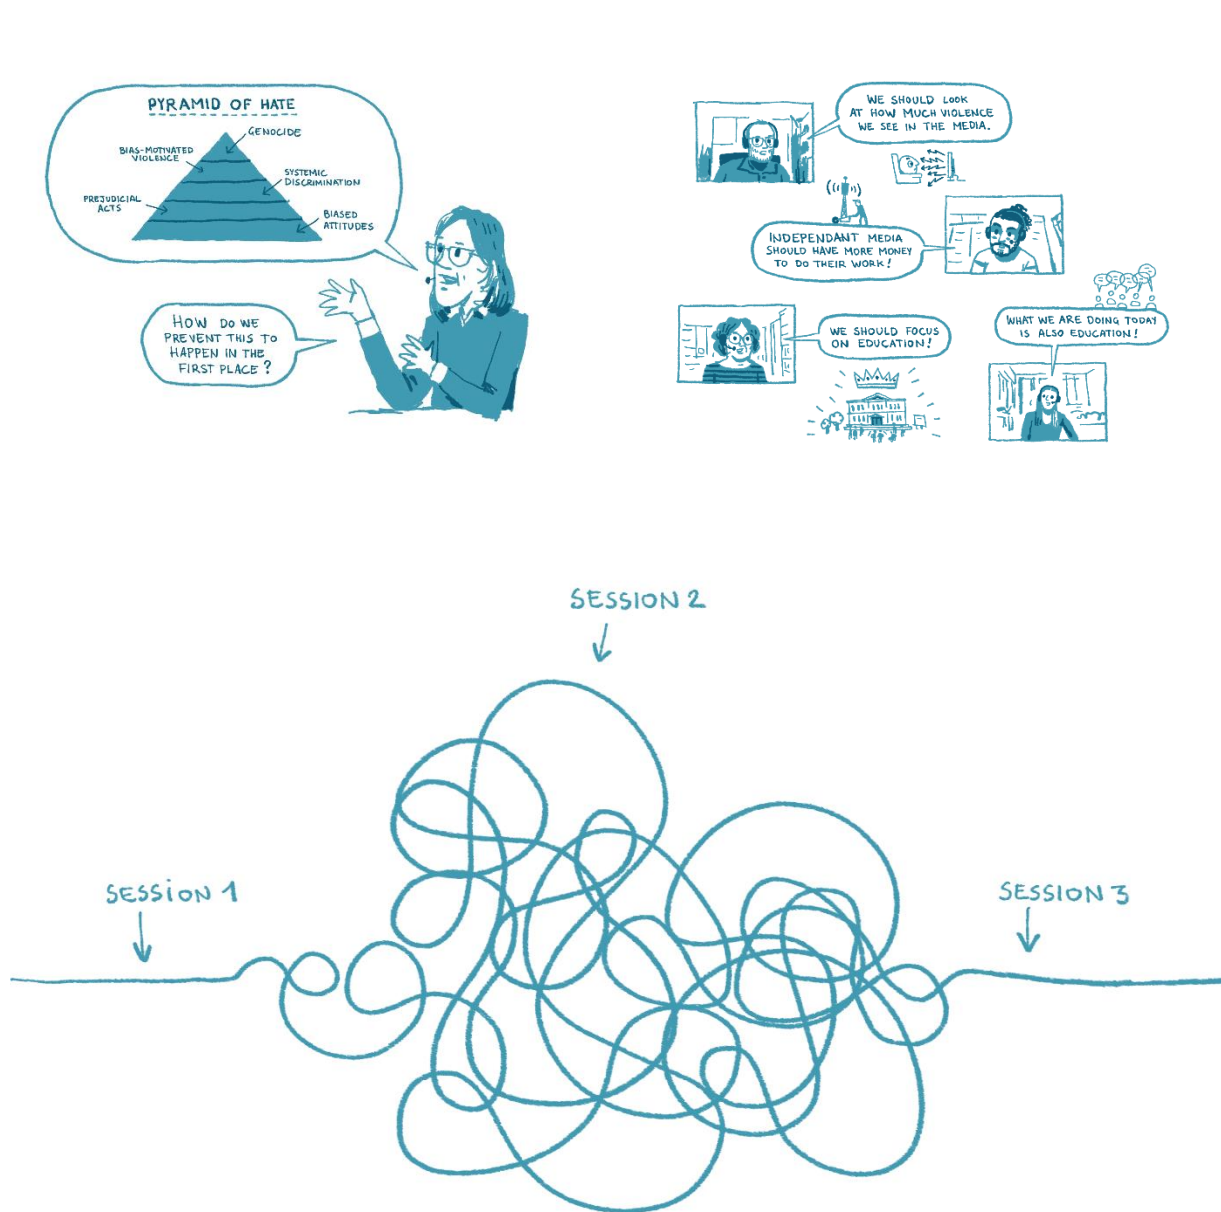 PYRAMID OF HATE
GENOCIDE
BIAS-MOTIVATED
VIOLENCE
SYSTEMIC
DISCRIMINATION
PREJUDICIAL
ACTS
BIASED
ATTITUDES
HOW DO WE
PREVENT THIS TO
HAPPEN IN THE
FIRST PLACE?
WE SHOULD LOOK
AT HOW MUCH VIOLENCE
WE SEE IN THE MEDIA.
INDEPENDANT MEDIA
SHOULD HAVE MORE MONEY
TO DO THEIR WORK!
WE SHOULD FOCUS
ON EDUCATION!
WHAT WE ARE DOING TODAY
IS ALSO EDUCATION!
SESSION 2
SESSiON 1
SESSION 3